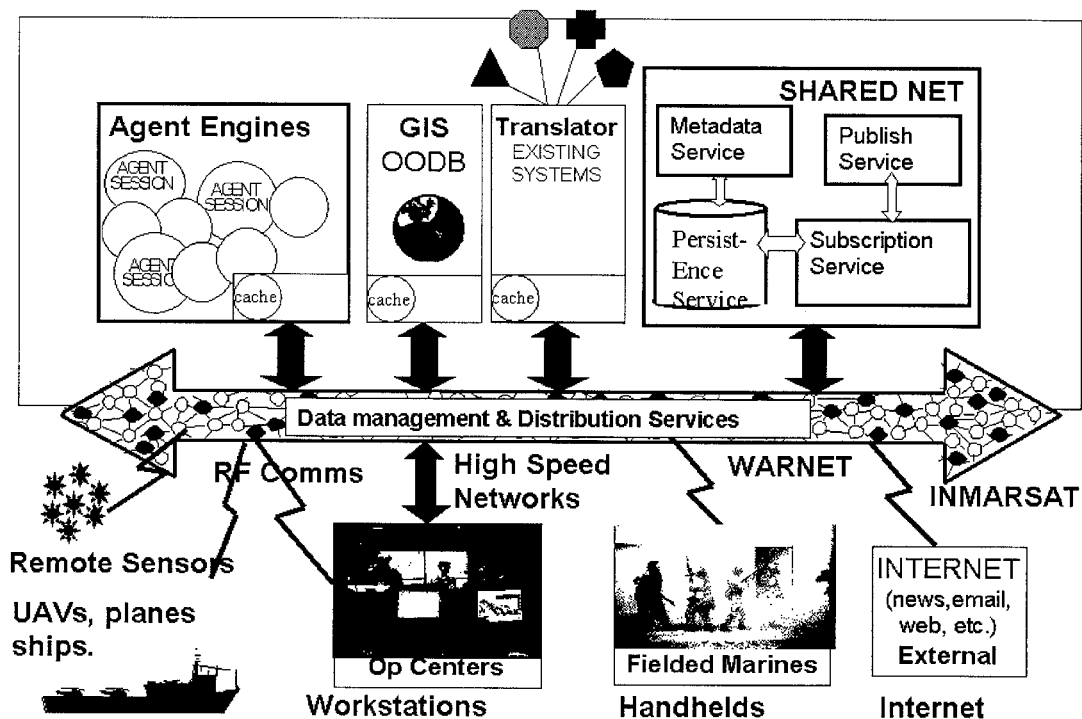 SHARED NET
Agent Engines
AGENT
SESSION
AGENT
SESSION
AGENT
SESSION
cache
GIS
OODB
cache
Translator
EXISTING
SYSTEMS
cache
Metadata
Service
Publish
Service
Persist-
Ence
Service
Subscription
Service
Data management & Distribution Services
RF Comms
High Speed
Networks
WARNET
INMARSAT
Remote Sensors
UAVs, planes
ships.
Op Centers
Workstations
Fielded Marines
Handhelds
INTERNET
(news,email,
web, etc.)
External
Internet